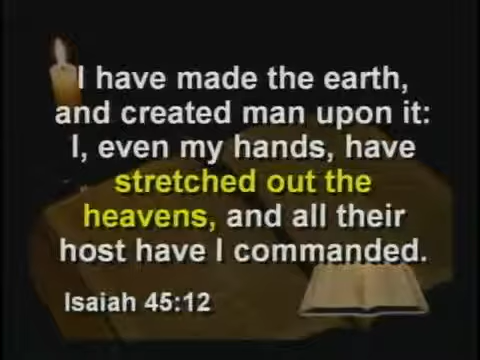 I have made the earth,
and created man upon it:
I, even my hands, have
stretched out the
heavens, and all their
host have I commanded.
Isaiah 45:12